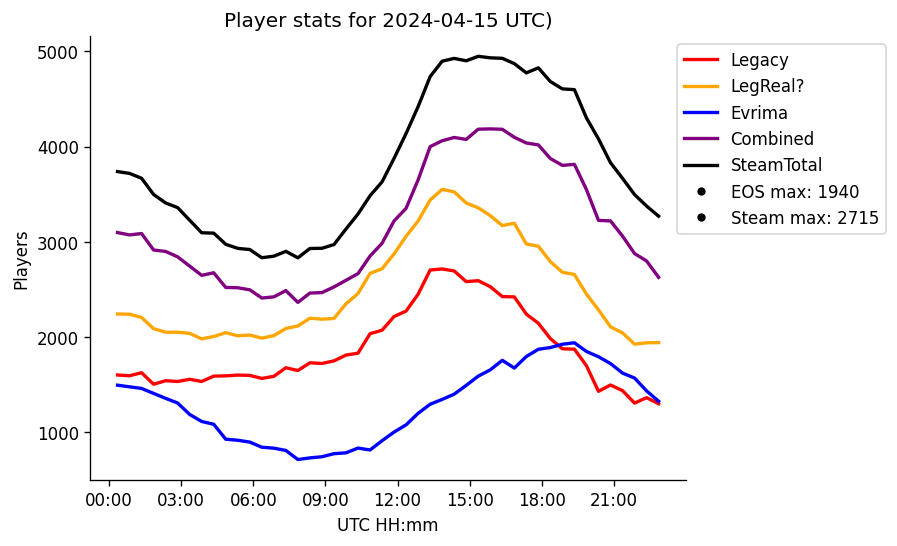 Player stats for 2024-04-15 UTC)
Players
5000
4000
3000
2000
1000
00:00 03:00 06:00 09:00 12:00 15:00 18:00 21:00
UTC HH:mm
Legacy
LegReal?
Evrima
Combined
SteamTotal
EOS max: 1940
Steam max: 2715